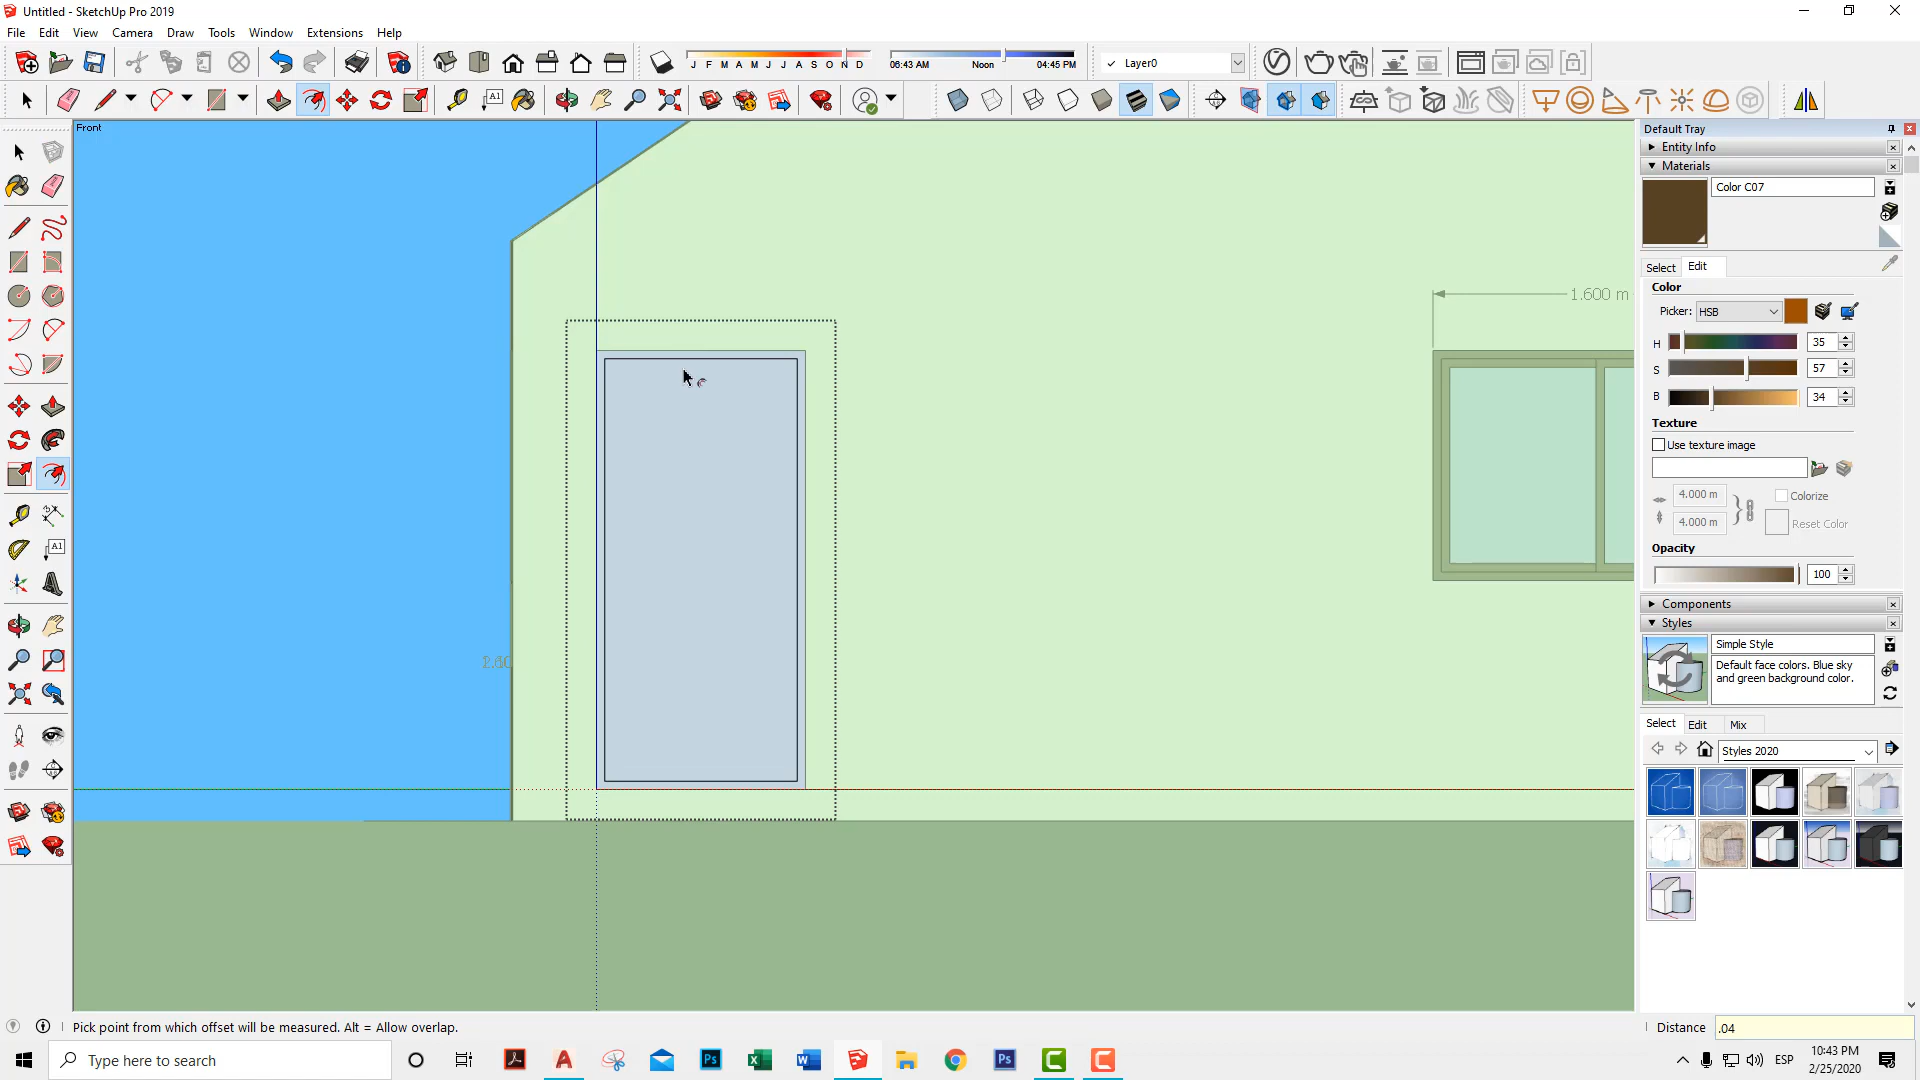 Untitled - SketchUp Pro 2019
File Edit View Camera Draw Tools Window Extensions Help
J F M A M J J A S O N D
06:43 AM Noon 04:45 PM
Layer0
Front
1.600 m
Default Tray
Entity Info
Materials
Color C07
Select Edit
Color
Picker: HSB
H 35
S 57
B 34
Texture
Use texture image
4.000 m
Colorize
4.000 m
Reset Color
Opacity
100
Components
Styles
Simple Style
Default face colors. Blue sky
and green background color.
Select Edit Mix
Styles 2020
Pick point from which offset will be measured. Alt = Allow overlap.
Distance .04
Type here to search
ESP
10:43 PM
2/25/2020